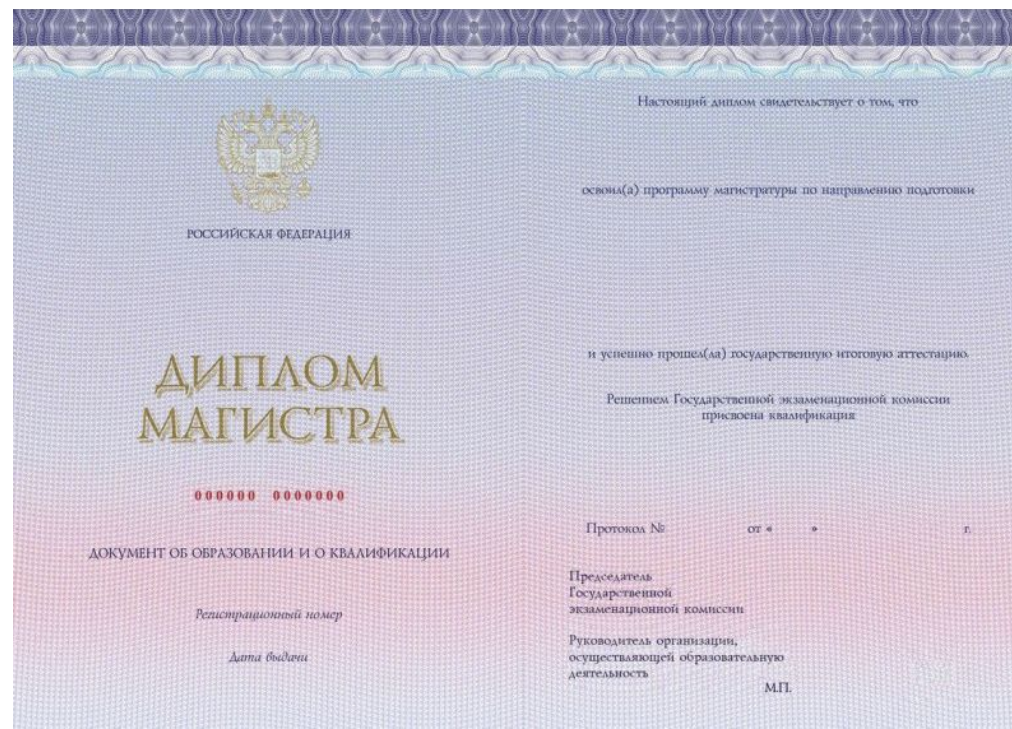 РОССИЙСКАЯ ФЕДЕРАЦИЯ
ДИПЛОМ
МАГИСТРА
000000 0000000
ДОКУМЕНТ ОБ ОБРАЗОВАНИИ И О КВАЛИФИКАЦИИ
Регистрационный номер
Дата выдачи
Настоящий диплом свидетельствует о том, что
освоил(а) программу магистратуры по направлению подготовки
и успешно прошел(ла) государственную итоговую аттестацию.
Решением Государственной экзаменационной комиссии
присвоена квалификация
Протокол № от « » г.
Председатель
Государственной
экзаменационной комиссии
Руководитель организации,
осуществляющей образовательную
деятельность
М.П.